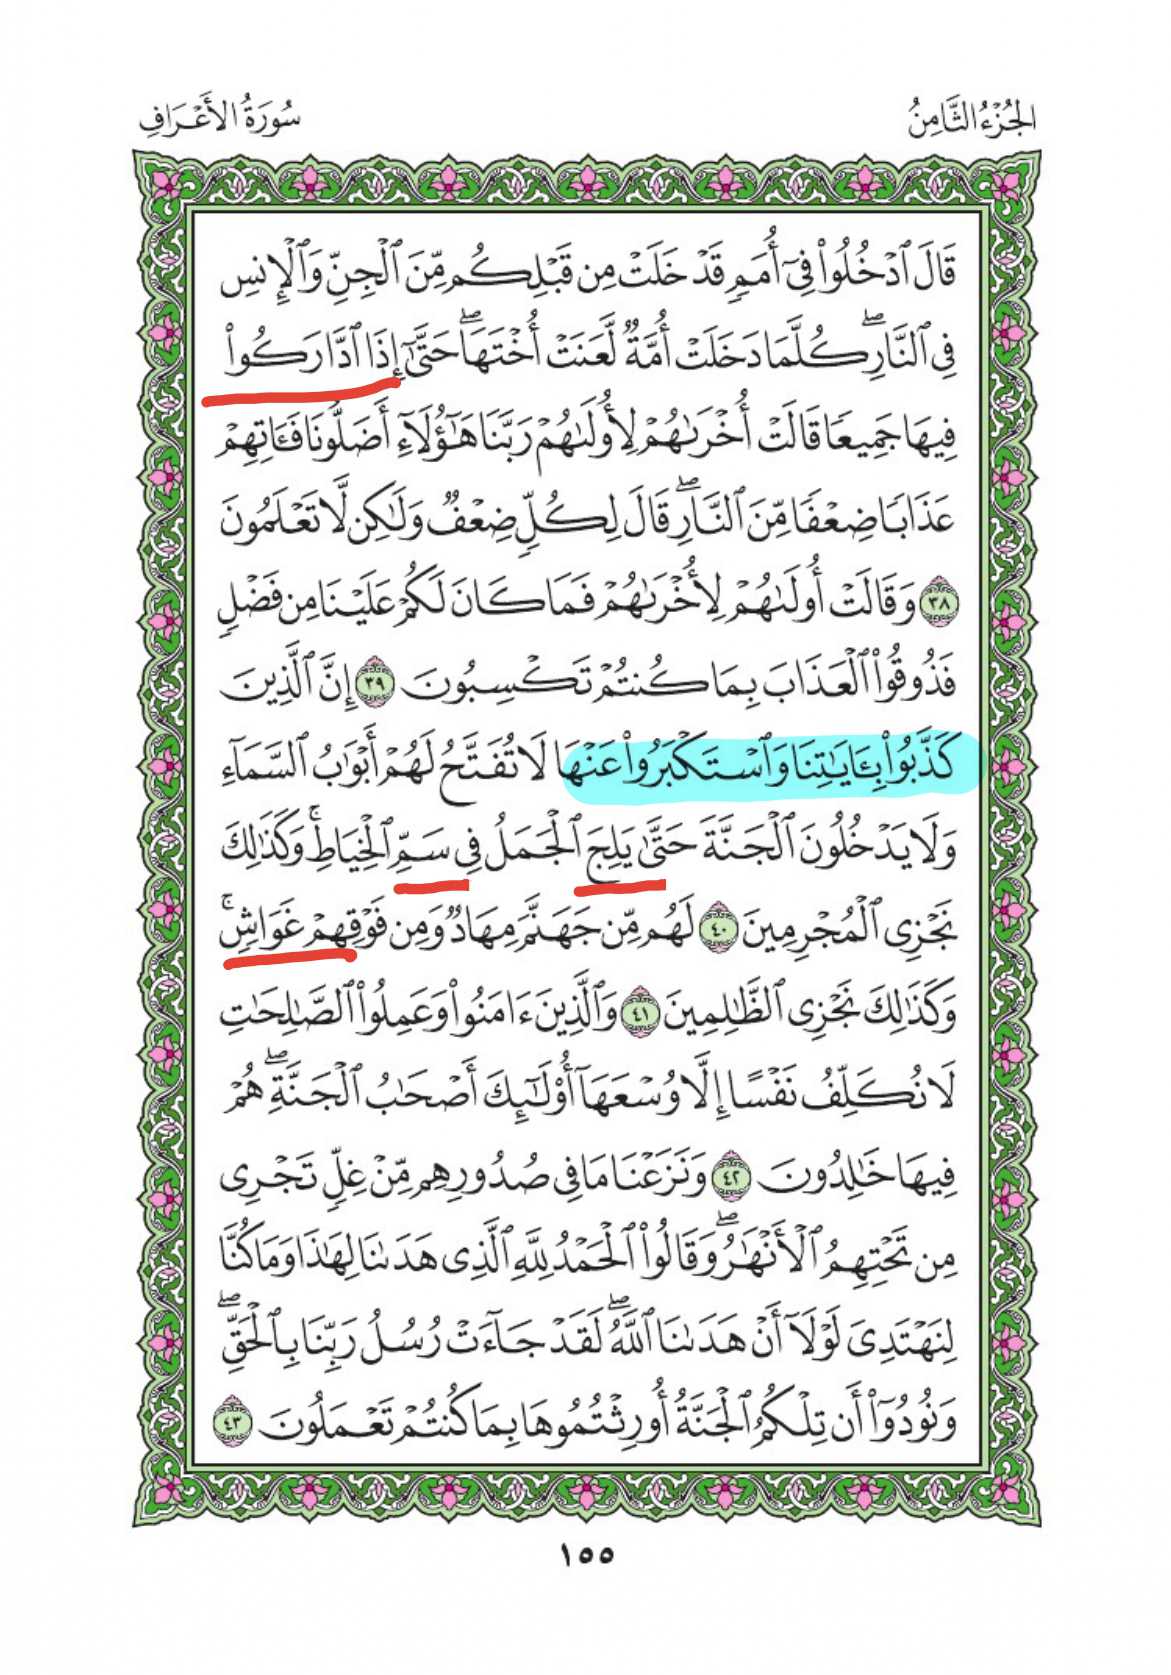 الجُزْءُ الثَّامِنُ
سُورَةُ الأَعْرَافِ
قَالَ ٱدْخُلُوا۟ فِىٓ أُمَمٍ قَدْ خَلَتْ مِن قَبْلِكُم مِّنَ ٱلْجِنِّ وَٱلْإِنسِ
فِى ٱلنَّارِ ۖ كُلَّمَا دَخَلَتْ أُمَّةٌ لَّعَنَتْ أُخْتَهَا ۖ حَتَّىٰٓ إِذَا ٱدَّارَكُوا۟
فِيهَا جَمِيعًا قَالَتْ أُخْرَىٰهُمْ لِأُولَىٰهُمْ رَبَّنَا هَـٰٓؤُلَآءِ أَضَلُّونَا فَـَٔاتِهِمْ
عَذَابًا ضِعْفًا مِّنَ ٱلنَّارِ ۖ قَالَ لِكُلٍّ ضِعْفٌ وَلَـٰكِن لَّا تَعْلَمُونَ
٣٨ وَقَالَتْ أُولَىٰهُمْ لِأُخْرَىٰهُمْ فَمَا كَانَ لَكُمْ عَلَيْنَا مِن فَضْلٍ
فَذُوقُوا۟ ٱلْعَذَابَ بِمَا كُنتُمْ تَكْسِبُونَ ٣٩ إِنَّ ٱلَّذِينَ
كَذَّبُوا۟ بِـَٔايَـٰتِنَا وَٱسْتَكْبَرُوا۟ عَنْهَا لَا تُفَتَّحُ لَهُمْ أَبْوَٰبُ ٱلسَّمَآءِ
وَلَا يَدْخُلُونَ ٱلْجَنَّةَ حَتَّىٰ يَلِجَ ٱلْجَمَلُ فِى سَمِّ ٱلْخِيَاطِ ۚ وَكَذَٰلِكَ
نَجْزِى ٱلْمُجْرِمِينَ ٤٠ لَهُم مِّن جَهَنَّمَ مِهَادٌ وَمِن فَوْقِهِمْ غَوَاشٍ ۚ
وَكَذَٰلِكَ نَجْزِى ٱلظَّـٰلِمِينَ ٤١ وَٱلَّذِينَ ءَامَنُوا۟ وَعَمِلُوا۟ ٱلصَّـٰلِحَـٰتِ
لَا نُكَلِّفُ نَفْسًا إِلَّا وُسْعَهَآ أُو۟لَـٰٓئِكَ أَصْحَـٰبُ ٱلْجَنَّةِ ۖ هُمْ
فِيهَا خَـٰلِدُونَ ٤٢ وَنَزَعْنَا مَا فِى صُدُورِهِم مِّنْ غِلٍّ تَجْرِى
مِن تَحْتِهِمُ ٱلْأَنْهَـٰرُ ۖ وَقَالُوا۟ ٱلْحَمْدُ لِلَّهِ ٱلَّذِى هَدَىٰنَا لِهَـٰذَا وَمَا كُنَّا
لِنَهْتَدِىَ لَوْلَآ أَنْ هَدَىٰنَا ٱللَّهُ ۖ لَقَدْ جَآءَتْ رُسُلُ رَبِّنَا بِٱلْحَقِّ ۖ
وَنُودُوٓا۟ أَن تِلْكُمُ ٱلْجَنَّةُ أُورِثْتُمُوهَا بِمَا كُنتُمْ تَعْمَلُونَ ٤٣
١٥٥